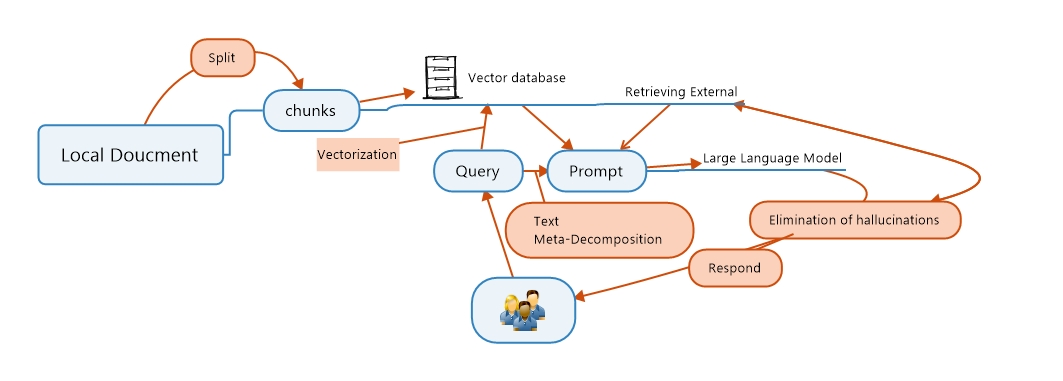 Split
Vector database
Retrieving External
chunks
Local Doucment
Vectorization
Query
Prompt
Large Language Model
Text
Meta-Decomposition
Elimination of hallucinations
Respond